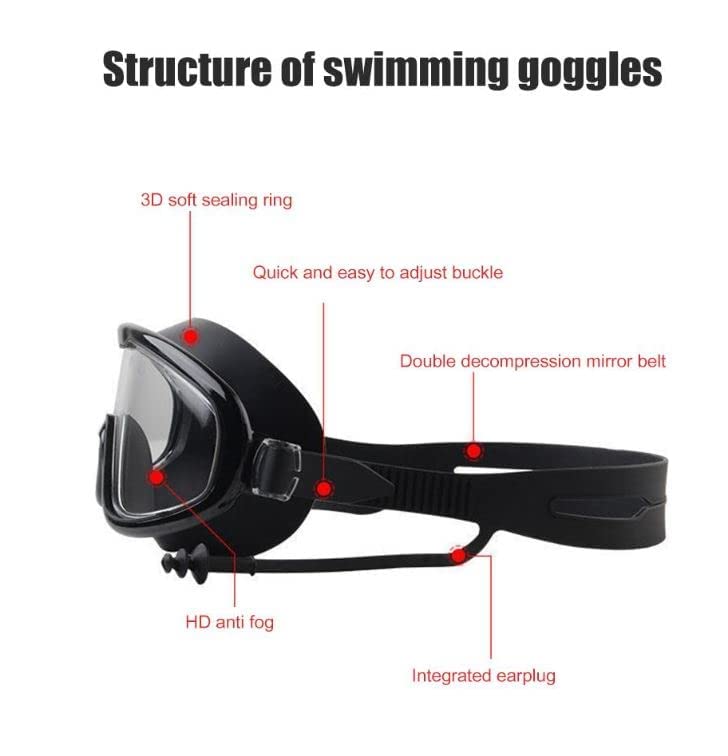 Structure of swimming goggles
3D soft sealing ring
Quick and easy to adjust buckle
Double decompression mirror belt
HD anti fog
Integrated earplug